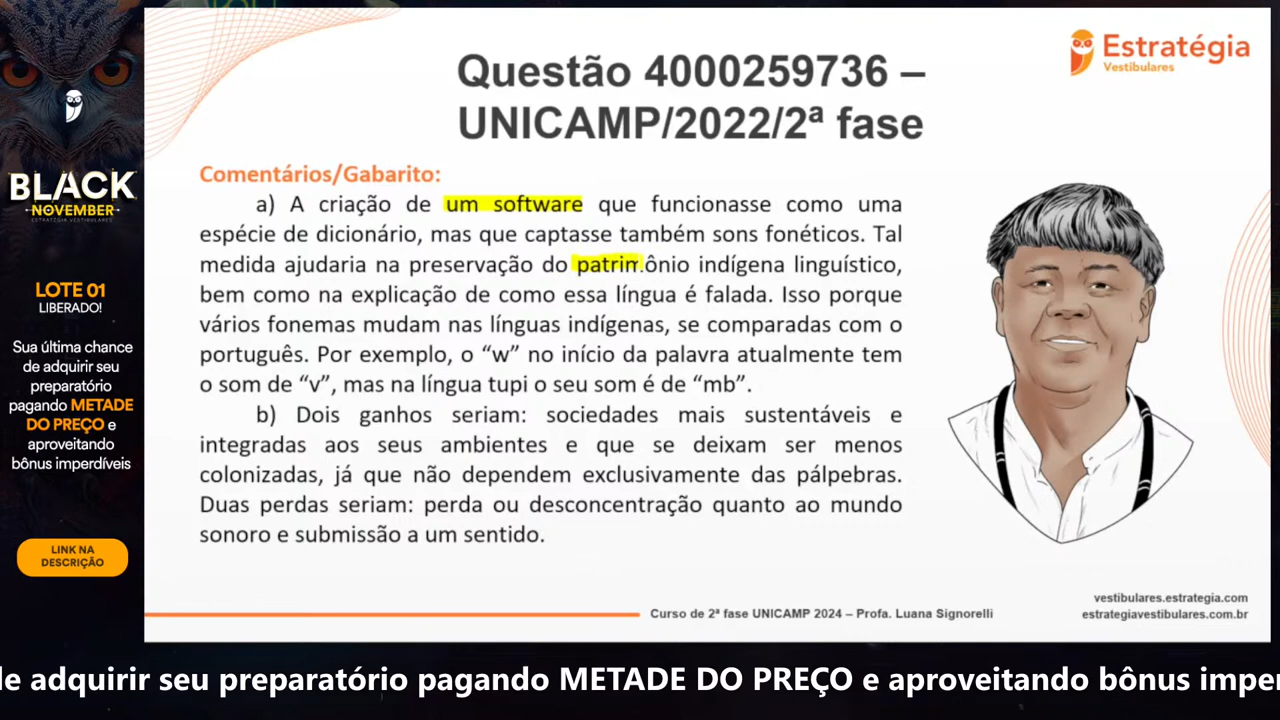 Estratégia
Vestibulares
Questão 4000259736 –
UNICAMP/2022/2ª fase
Comentários/Gabarito:
a) A criação de um software que funcionasse como uma
espécie de dicionário, mas que captasse também sons fonéticos. Tal
medida ajudaria na preservação do patrim.ônio indígena linguístico,
bem como na explicação de como essa língua é falada. Isso porque
vários fonemas mudam nas línguas indígenas, se comparadas com o
português. Por exemplo, o “w” no início da palavra atualmente tem
o som de “v”, mas na língua tupi o seu som é de “mb”.
b) Dois ganhos seriam: sociedades mais sustentáveis e
integradas aos seus ambientes e que se deixam ser menos
colonizadas, já que não dependem exclusivamente das pálpebras.
Duas perdas seriam: perda ou desconcentração quanto ao mundo
sonoro e submissão a um sentido.
vestibulares.estrategia.com
Curso de 2ª fase UNICAMP 2024 – Profa. Luana Signorelli
estrategiavestibulares.com.br
BLACK
NOVEMBER
ESTRATÉGIA VESTIBULARES
LOTE 01
LIBERADO!
Sua última chance
de adquirir seu
preparatório
pagando METADE
DO PREÇO e
aproveitando
bônus imperdíveis
LINK NA
DESCRIÇÃO
de adquirir seu preparatório pagando METADE DO PREÇO e aproveitando bônus imper